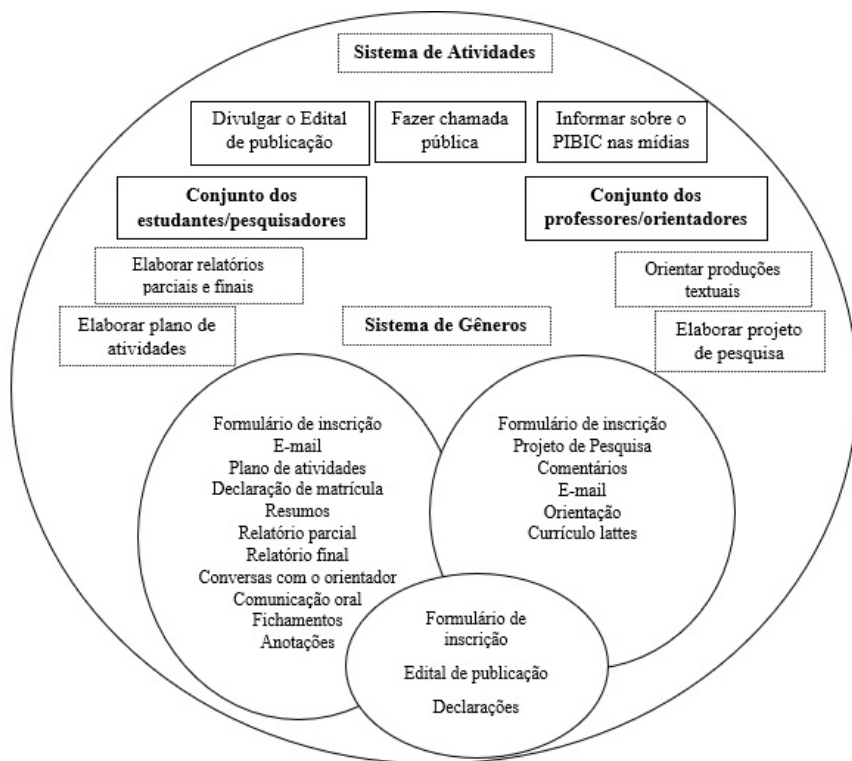 Sistema de Atividades
Divulgar o Edital
de publicação
Fazer chamada
pública
Informar sobre o
PIBIC nas mídias
Conjunto dos
estudantes/pesquisadores
Conjunto dos
professores/orientadores
Elaborar relatórios
parciais e finais
Orientar produções
textuais
Elaborar plano de
atividades
Sistema de Gêneros
Elaborar projeto
de pesquisa
Formulário de inscrição
E-mail
Plano de atividades
Declaração de matrícula
Resumos
Relatório parcial
Relatório final
Conversas com o orientador
Comunicação oral
Fichamentos
Anotações
Formulário de inscrição
Projeto de Pesquisa
Comentários
E-mail
Orientação
Currículo lattes
Formulário de
inscrição
Edital de publicação
Declarações